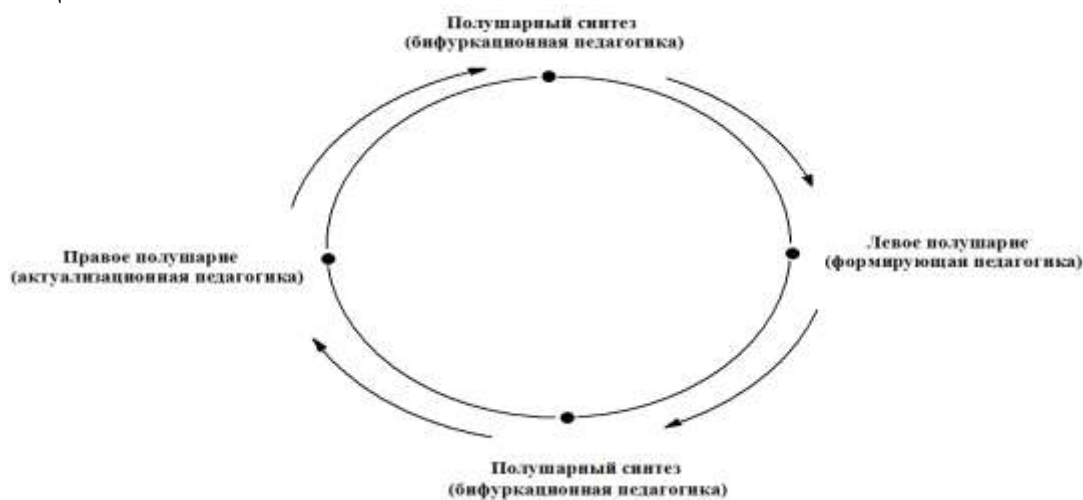 Полушарный синтез
(бифуркационная педагогика)
Правое полушарие
(актуализационная педагогика)
Левое полушарие
(формирующая педагогика)
Полушарный синтез
(бифуркационная педагогика)